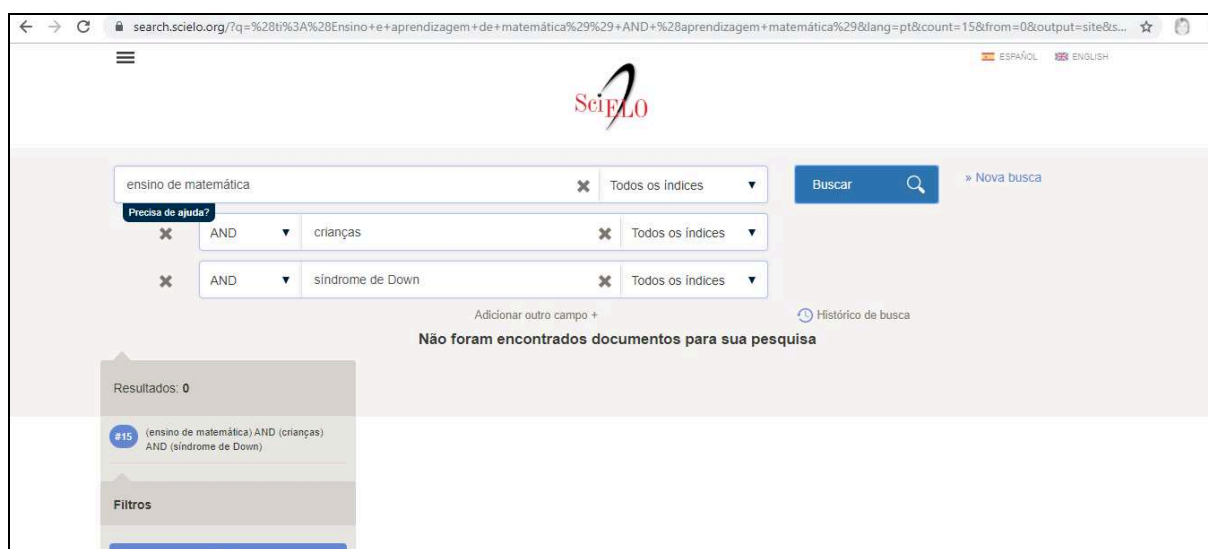 search.scielo.org/?q=%28ti%3A%28Ensino+e+aprendizagem+de+matemática%29%29+AND+%28aprendizagem+matemática%29&lang=pt&count=15&from=0&output=site&s...
ESPAÑOL ENGLISH
SciELO
ensino de matemática Todos os índices Buscar » Nova busca
Precisa de ajuda?
AND crianças Todos os índices
AND síndrome de Down Todos os índices
Adicionar outro campo + Histórico de busca
Não foram encontrados documentos para sua pesquisa
Resultados: 0
#15 (ensino de matemática) AND (crianças)
AND (síndrome de Down)
Filtros